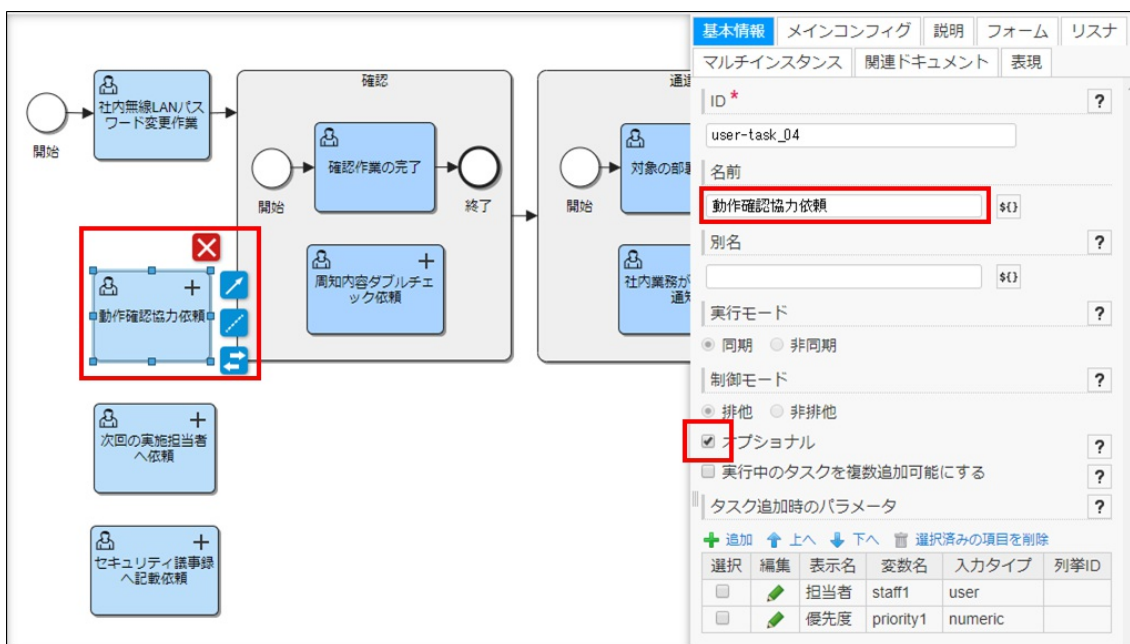 社内無線LANパス
ワード変更作業
開始
確認
確認作業の完了
開始
終了
周知内容ダブルチェ
ック依頼
開始
対象の部
社内業務が
動作確認協力依頼
次回の実施担当者
へ依頼
セキュリティ議事録
へ記載依頼
基本情報 メインコンフィグ 説明 フォーム リスナ
マルチインスタンス 関連ドキュメント 表現
ID * ?
user-task_04
名前
動作確認協力依頼 ${}
別名 ?
${}
実行モード ?
同期 非同期
制御モード ?
排他 非排他
オプショナル ?
実行中のタスクを複数追加可能にする ?
タスク追加時のパラメータ ?
追加 上へ 下へ 選択済みの項目を削除
選択 編集 表示名 変数名 入力タイプ 列挙ID
担当者 staff1 user
優先度 priority1 numeric